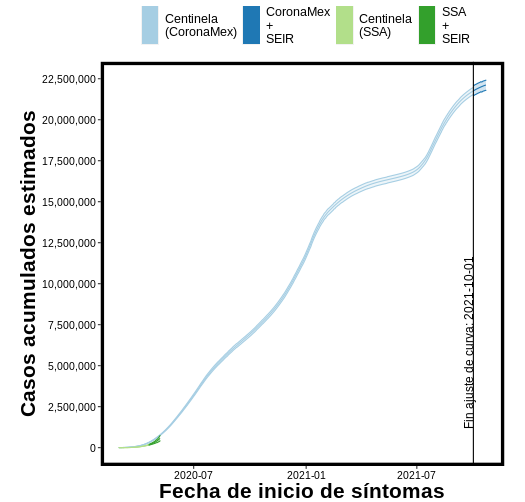 Centinela
(CoronaMex)
CoronaMex
+
SEIR
Centinela
(SSA)
SSA
+
SEIR
22,500,000
20,000,000
17,500,000
15,000,000
12,500,000
10,000,000
7,500,000
5,000,000
2,500,000
0
Casos acumulados estimados
Fin ajuste de curva: 2021-10-01
2020-07
2021-01
2021-07
Fecha de inicio de síntomas